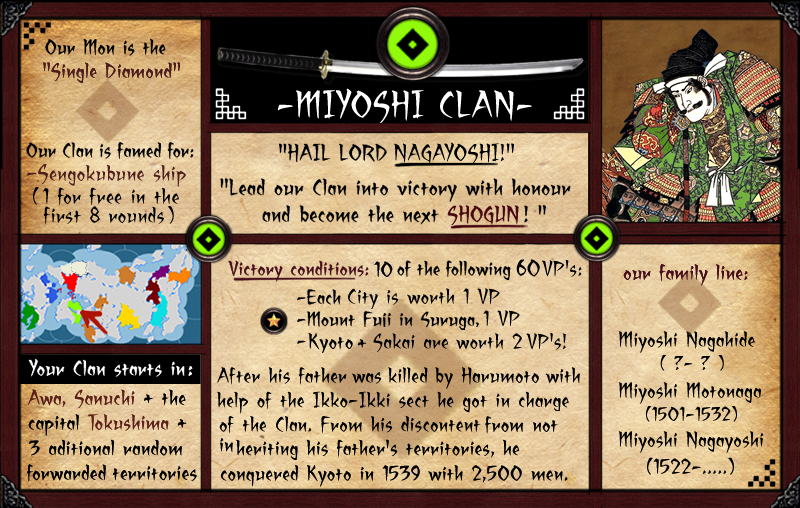 Our Mon is the
"Single Diamond"
Our Clan is famed for:
-Sengokubune ship
(1 for free in the
first 8 rounds)
-MIYOSHI CLAN-
"HAIL LORD NAGAYOSHI!"
"Lead our Clan into victory with honour
and become the next SHOGUN! "
Your Clan starts in:
Awa, Sanuchi + the
capital Tokushima +
3 aditional random
forwarded territories
Victory conditions: 10 of the following 60 VP's:
-Each City is worth 1 VP
-Mount Fuji in Suruga, 1 VP
-Kyoto + Sakai are worth 2 VP's!
After his father was killed by Harumoto with
help of the Ikko-Ikki sect he got in charge
of the Clan. From his discontent from not
inheriting his father's territories, he
conquered Kyoto in 1539 with 2,500 men.
our family line:
Miyoshi Nagahide
( ?- ? )
Miyoshi Motonaga
(1501-1532)
Miyoshi Nagayoshi
(1522-.....)